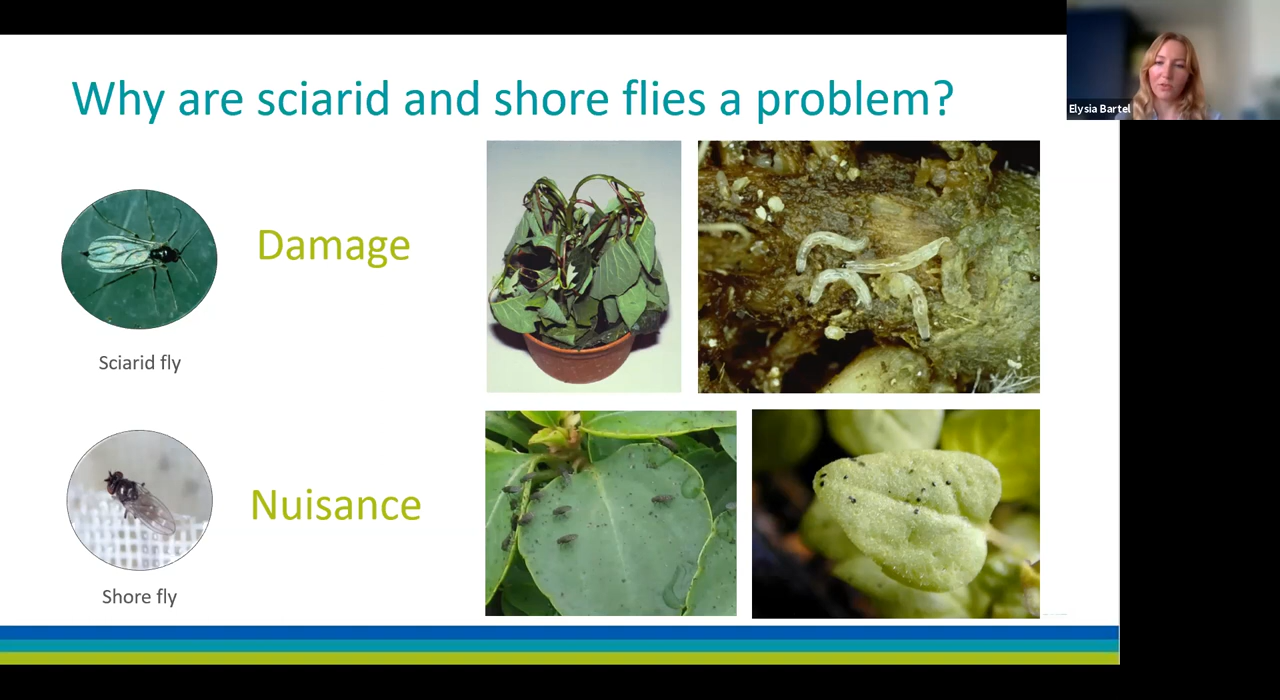 Why are sciarid and shore flies a problem?
Elysia Bartel
Damage
Sciarid fly
Nuisance
Shore fly